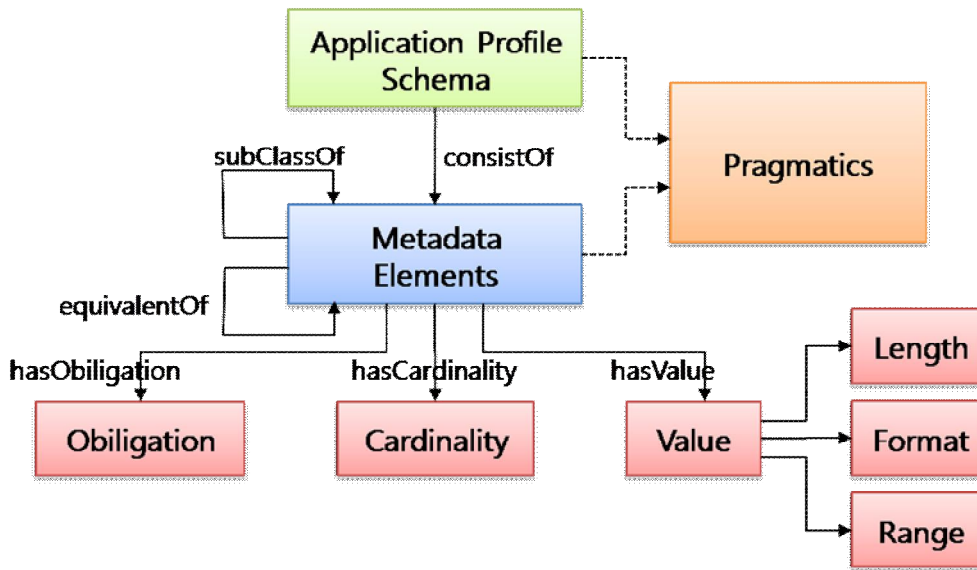 Application Profile
Schema
subClassOf
consistOf
Pragmatics
Metadata
Elements
equivalentOf
hasObiligation
hasCardinality
hasValue
Length
Obiligation
Cardinality
Value
Format
Range